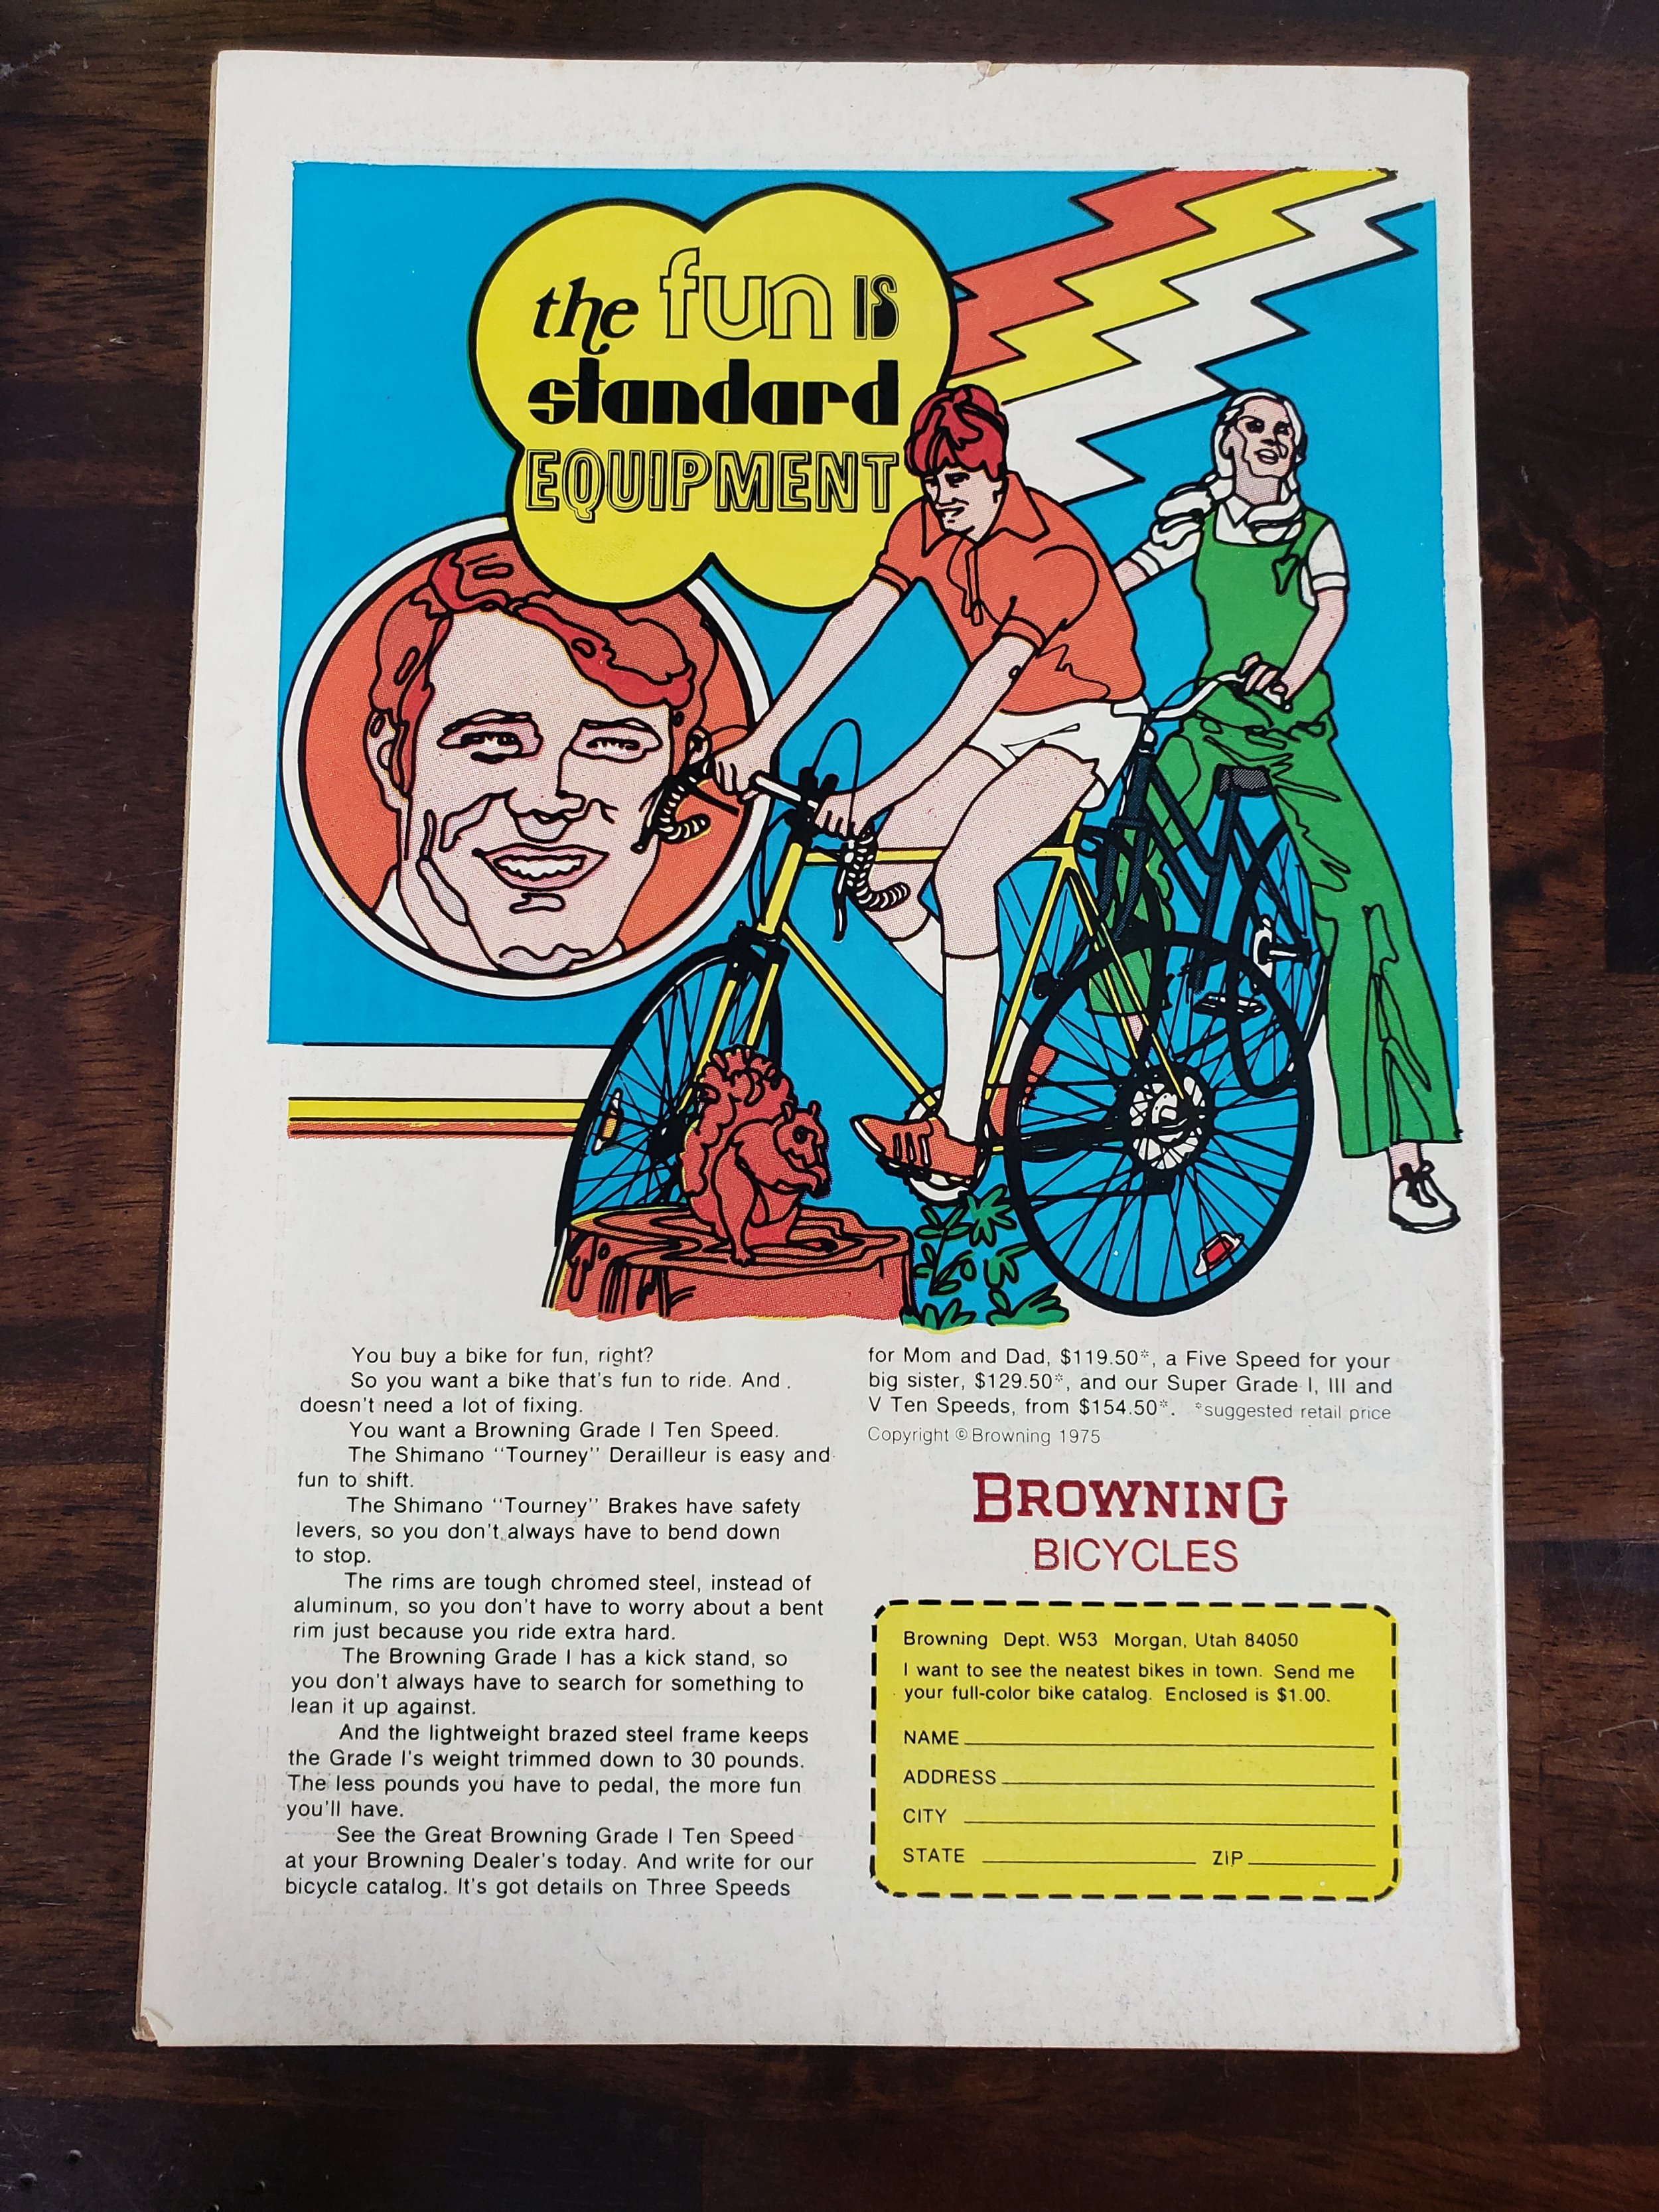 the fun IS
standard
EQUIPMENT
You buy a bike for fun, right?
So you want a bike that's fun to ride. And
doesn't need a lot of fixing.
You want a Browning Grade I Ten Speed.
The Shimano "Tourney" Derailleur is easy and
fun to shift.
The Shimano "Tourney" Brakes have safety
levers, so you don't always have to bend down
to stop.
The rims are tough chromed steel, instead of
aluminum, so you don't have to worry about a bent
rim just because you ride extra hard.
The Browning Grade I has a kick stand, so
you don't always have to search for something to
lean it up against.
And the lightweight brazed steel frame keeps
the Grade I's weight trimmed down to 30 pounds.
The less pounds you have to pedal, the more fun
you'll have.
See the Great Browning Grade I Ten Speed
at your Browning Dealer's today. And write for our
bicycle catalog. It's got details on Three Speeds
for Mom and Dad, $119.50*, a Five Speed for your
big sister, $129.50*, and our Super Grade I, III and
V Ten Speeds, from $154.50*. *suggested retail price
Copyright © Browning 1975
BROWNING
BICYCLES
Browning Dept. W53 Morgan, Utah 84050
I want to see the neatest bikes in town. Send me
your full-color bike catalog. Enclosed is $1.00.
NAME
ADDRESS
CITY
STATE ZIP